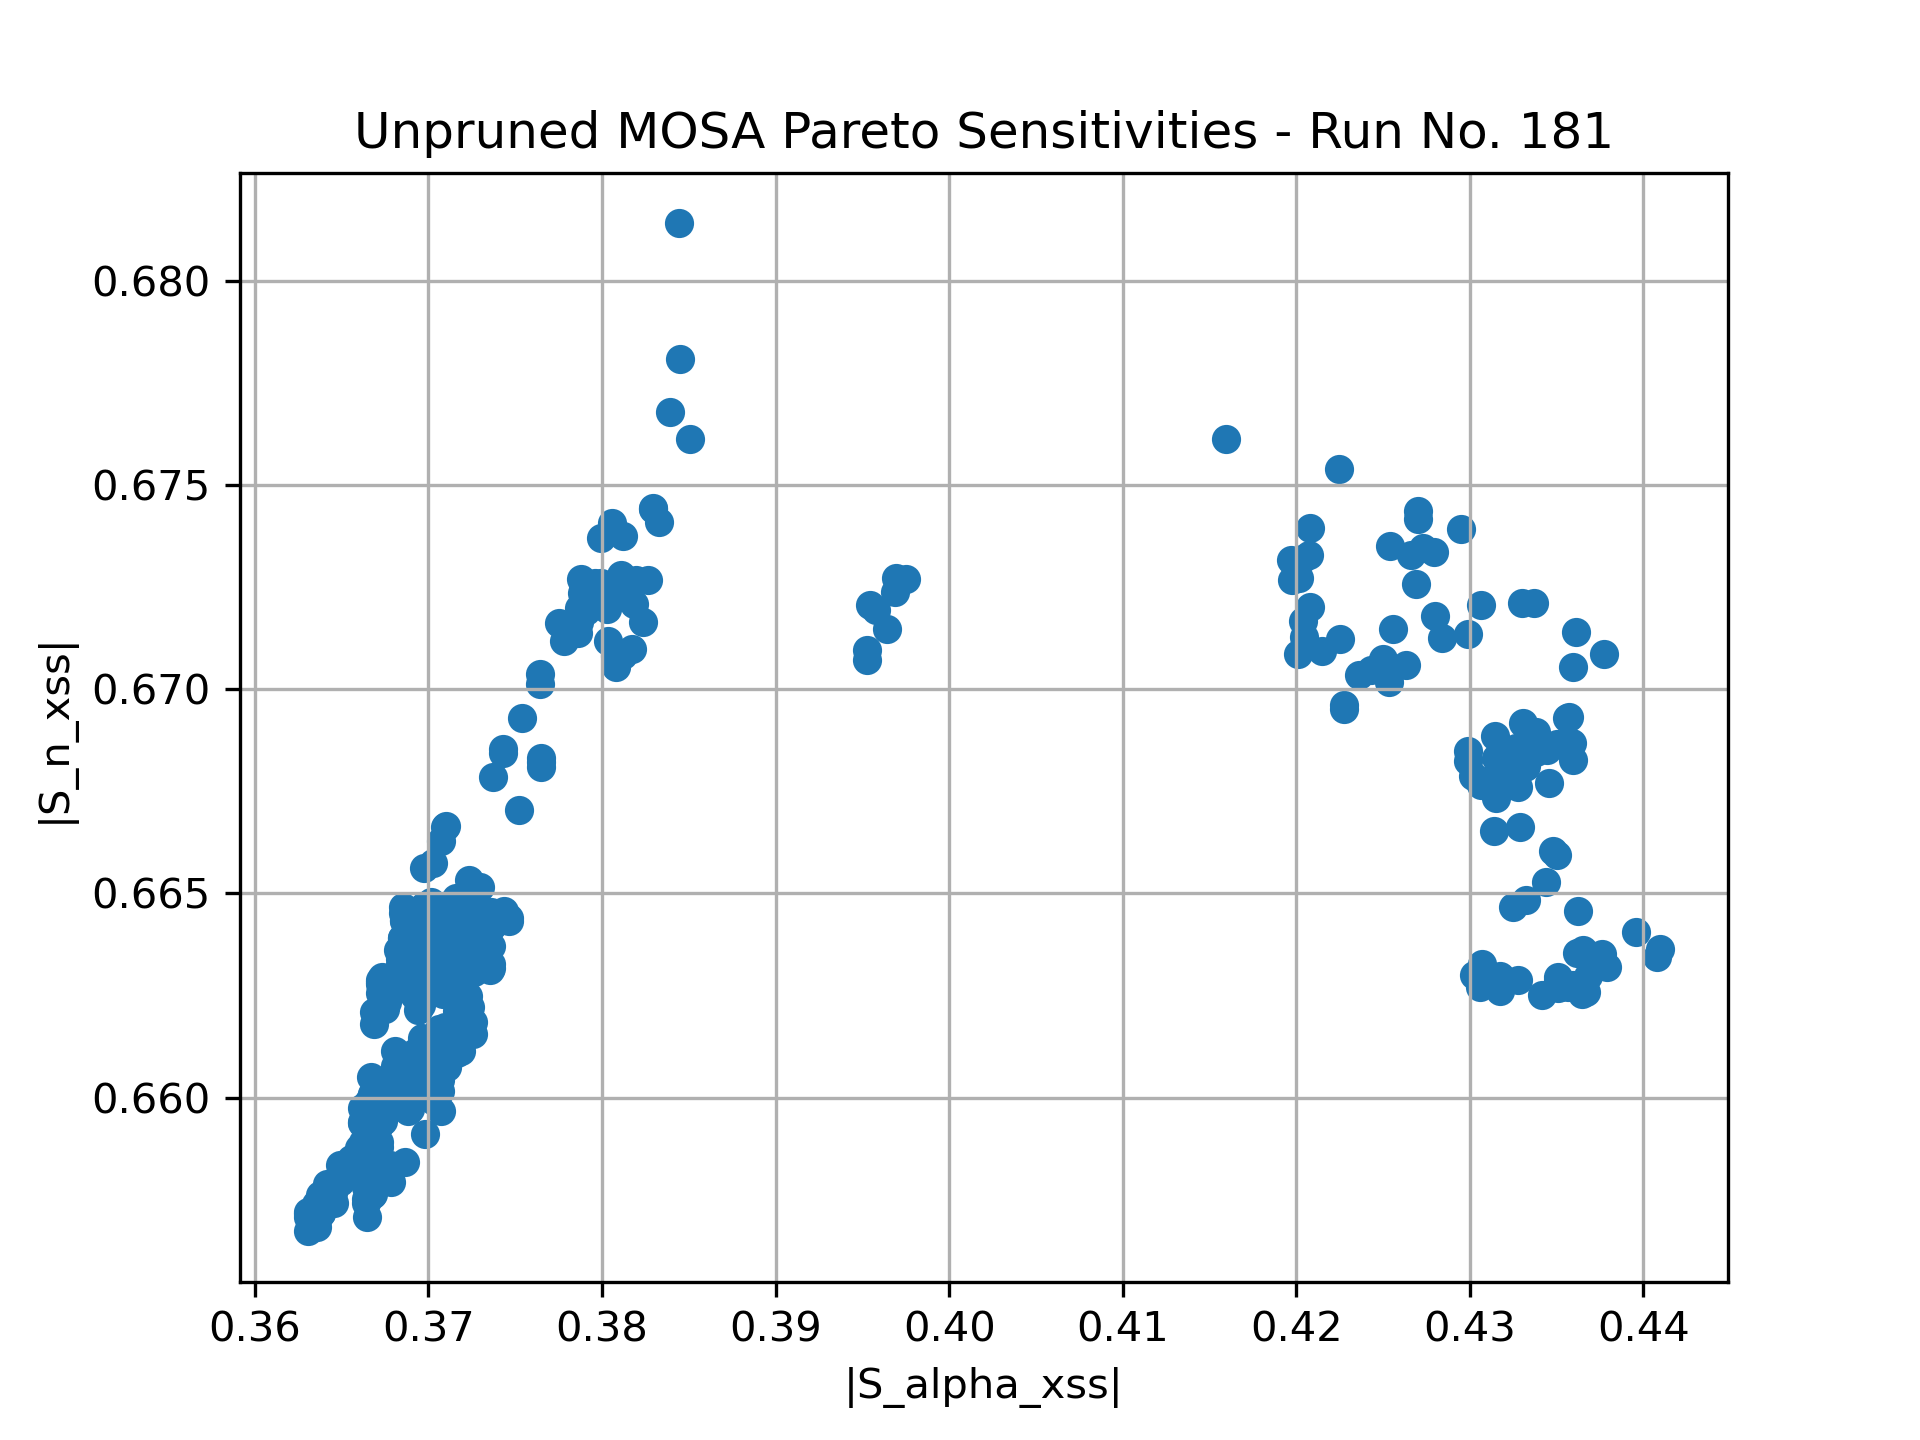 Unpruned MOSA Pareto Sensitivities - Run No. 181
0.680
0.675
0.670
0.665
0.660
|S_n_xss|
0.36 0.37 0.38 0.39 0.40 0.41 0.42 0.43 0.44
|S_alpha_xss|